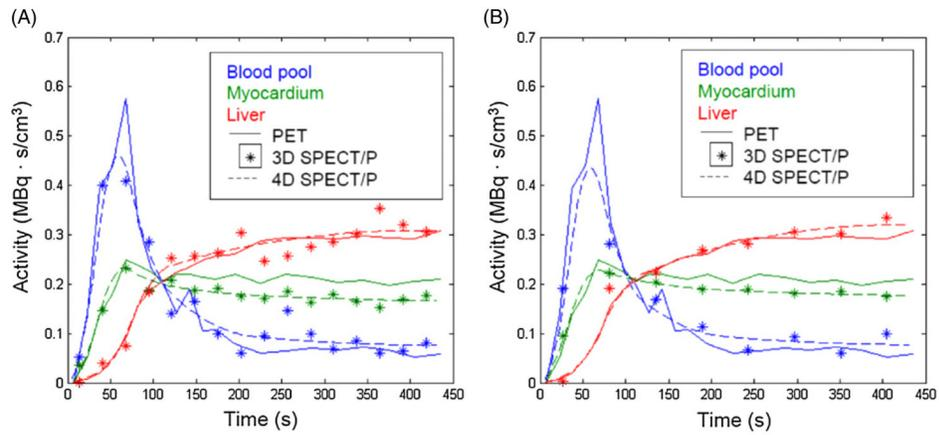 (A)
0.7
0.6
0.5
0.4
0.3
0.2
0.1
0
Activity (MBq · s/cm³)
Blood pool
Myocardium
Liver
PET
3D SPECT/P
4D SPECT/P
0 50 100 150 200 250 300 350 400 450
Time (s)
(B)
0.7
0.6
0.5
0.4
0.3
0.2
0.1
0
Activity (MBq · s/cm³)
Blood pool
Myocardium
Liver
PET
3D SPECT/P
4D SPECT/P
0 50 100 150 200 250 300 350 400 450
Time (s)